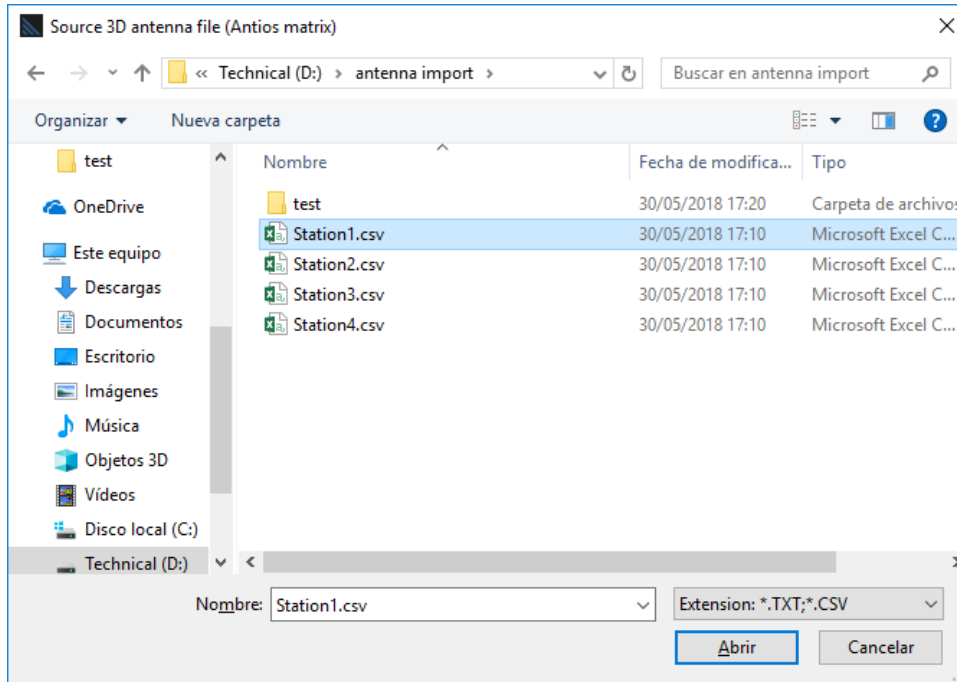 Source 3D antenna file (Antios matrix)
« Technical (D:) > antenna import > Buscar en antenna import
Organizar Nueva carpeta
test
OneDrive
Este equipo
Descargas
Documentos
Escritorio
Imágenes
Música
Objetos 3D
Vídeos
Disco local (C:)
Technical (D:)
Nombre Fecha de modifica... Tipo
test 30/05/2018 17:20 Carpeta de archivos
Station1.csv 30/05/2018 17:10 Microsoft Excel C...
Station2.csv 30/05/2018 17:10 Microsoft Excel C...
Station3.csv 30/05/2018 17:10 Microsoft Excel C...
Station4.csv 30/05/2018 17:10 Microsoft Excel C...
Nombre: Station1.csv Extension: *.TXT;*.CSV
Abrir Cancelar